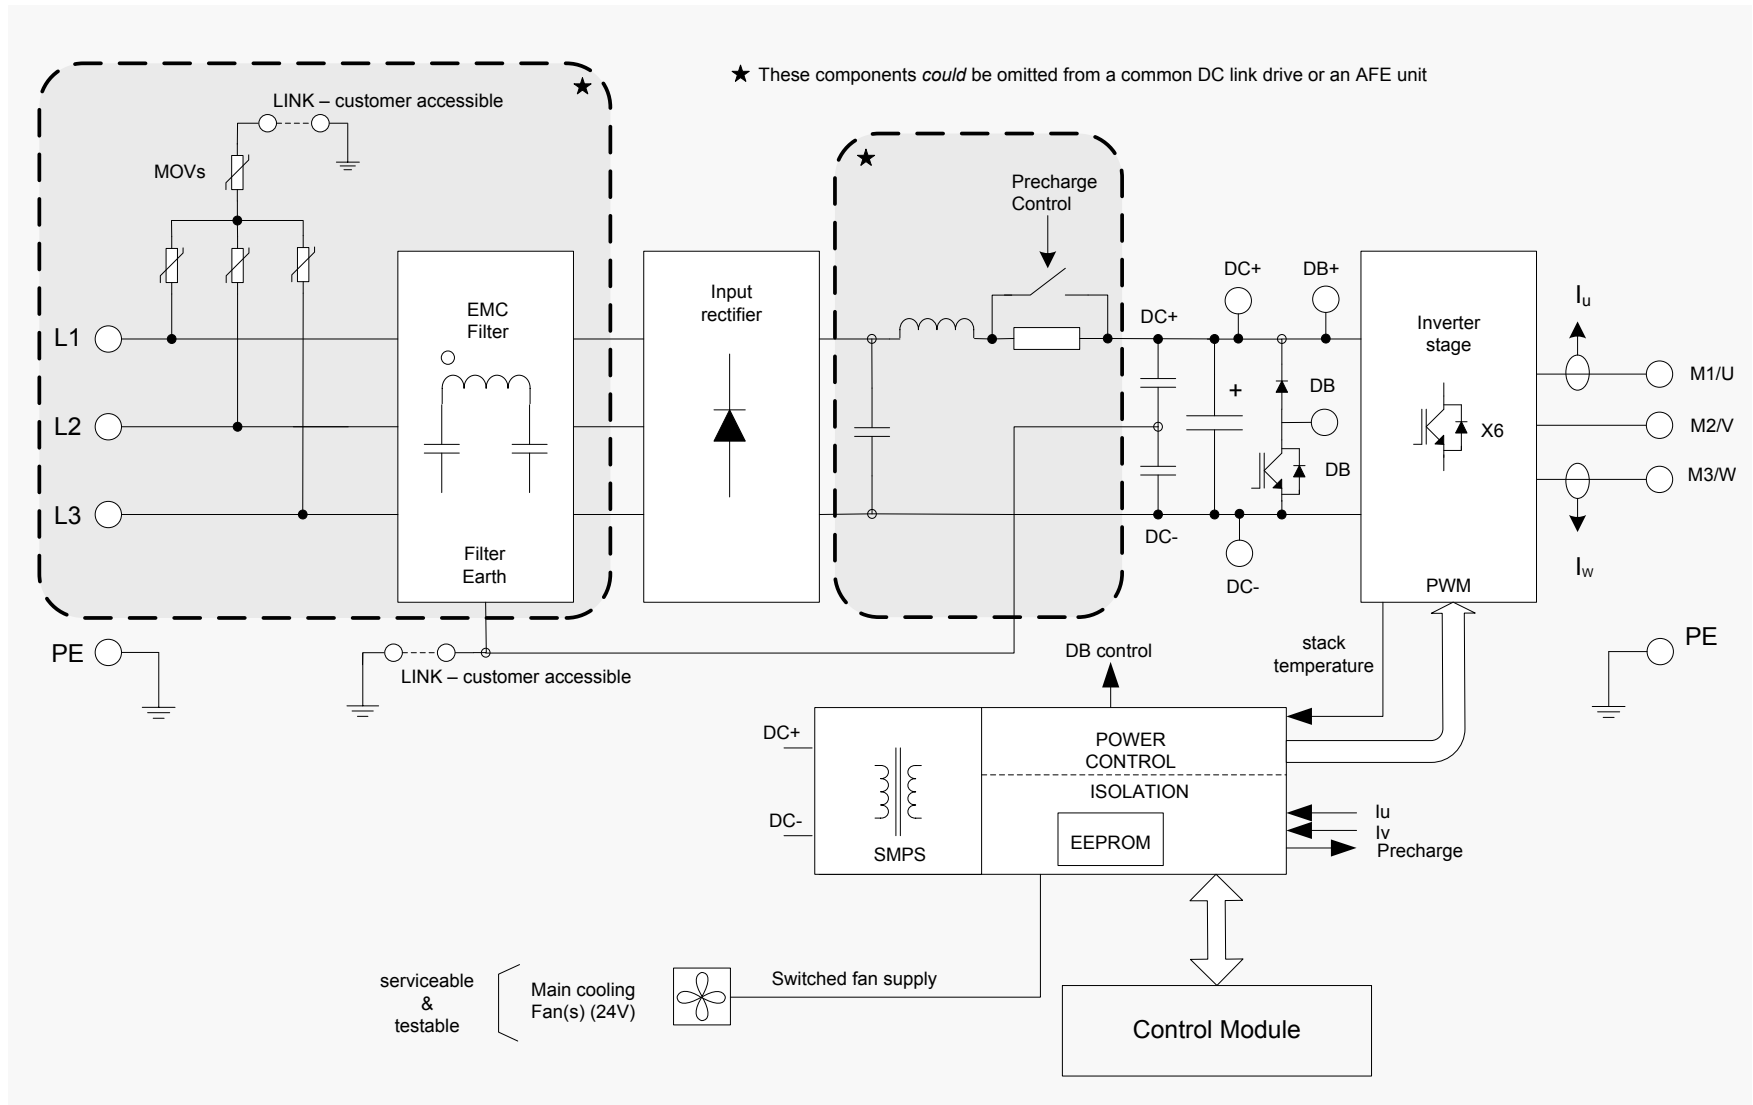 ★ These components could be omitted from a common DC link drive or an AFE unit
★
LINK – customer accessible
MOVs
★
Precharge
Control
EMC
Filter
Input
rectifier
DC+
DC+
DB+
Inverter
stage
Iu
L1
L2
L3
+
DB
DB
X6
M1/U
M2/V
M3/W
Filter
Earth
DC-
DC-
PWM
Iw
PE
LINK – customer accessible
DB control
stack
temperature
PE
DC+
DC-
SMPS
POWER
CONTROL
ISOLATION
EEPROM
Iu
Iv
Precharge
serviceable
&
testable
Main cooling
Fan(s) (24V)
Switched fan supply
Control Module